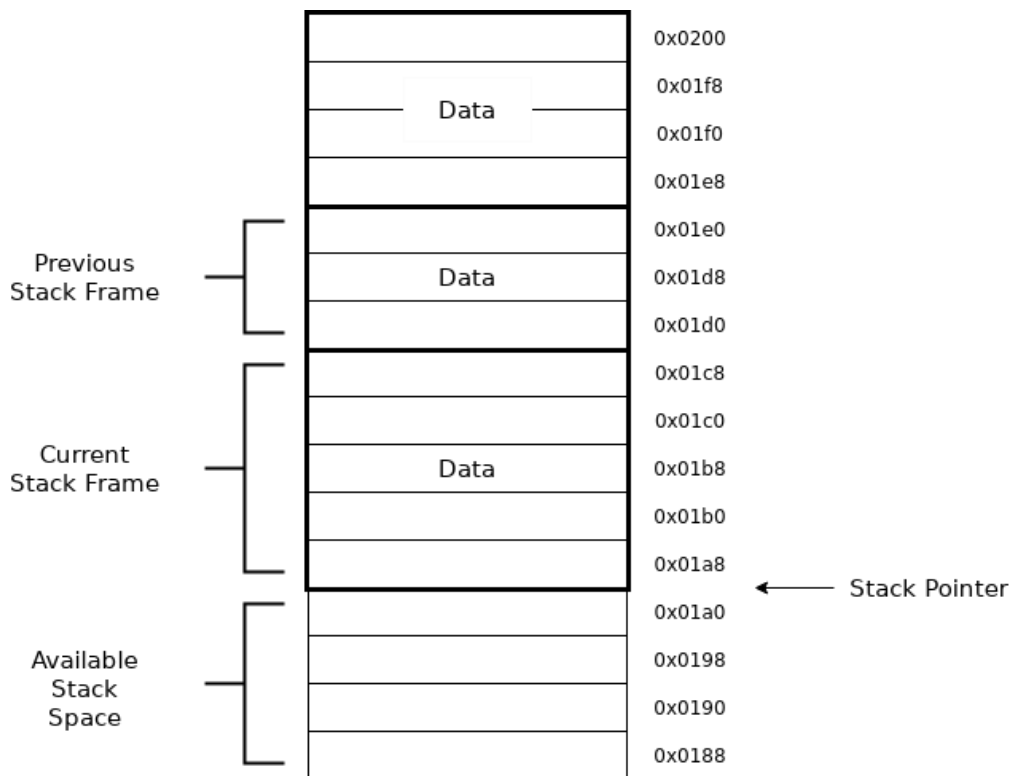 0x0200
0x01f8
Data
0x01f0
0x01e8
0x01e0
Previous
Stack Frame
Data
0x01d8
0x01d0
0x01c8
0x01c0
Current
Stack Frame
Data
0x01b8
0x01b0
0x01a8
Stack Pointer
0x01a0
Available
Stack
Space
0x0198
0x0190
0x0188